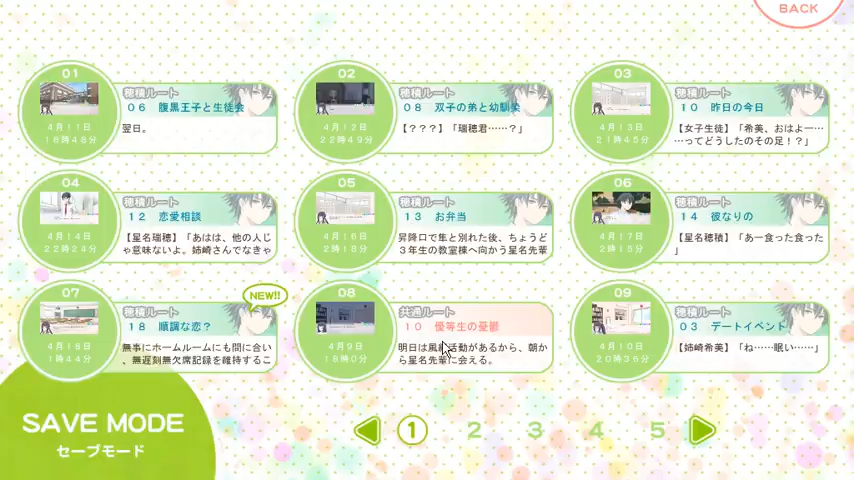 BACK
01
穂積ルート
06 腹黒王子と生徒会
4月11日
16時48分
翌日。
02
穂積ルート
08 双子の弟と幼馴染
4月12日
22時49分
【???】「瑞穂君……?」
03
穂積ルート
10 昨日の今日
4月13日
21時45分
【女子生徒】「希美、おはよー…
…ってどうしたのその足!?」
04
穂積ルート
12 恋愛相談
4月14日
22時24分
【星名瑞穂】「あはは、他の人じ
ゃ意味ないよ。姉崎さんでなきゃ
05
穂積ルート
13 お弁当
4月16日
2時18分
昇降口で隼と別れた後、ちょうど
3年生の教室棟へ向かう星名先輩
06
穂積ルート
14 彼なりの
4月17日
2時15分
【星名穂積】「あー食った食った
」
07
NEW!!
穂積ルート
18 順調な恋?
4月18日
1時44分
無事にホームルームにも間に合い
、無遅刻無欠席記録を維持するこ
08
共通ルート
10 優等生の憂鬱
4月9日
18時0分
明日は風紀活動があるから、朝か
ら星名先輩に会える。
09
穂積ルート
03 デートイベント
4月10日
20時36分
【姉崎希美】「ね……眠い……」
SAVE MODE
セーブモード
1 2 3 4 5